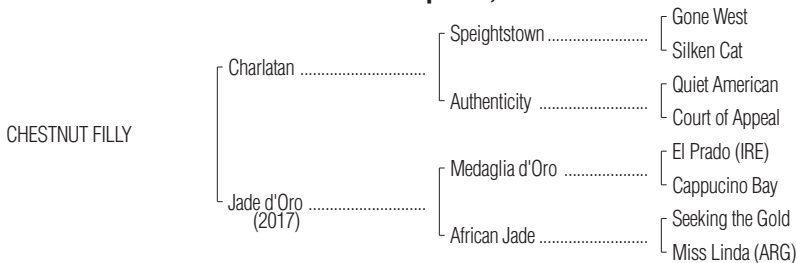 Gone West
Speightstown
Silken Cat
Charlatan
Quiet American
Authenticity
Court of Appeal
CHESTNUT FILLY
El Prado (IRE)
Medaglia d'Oro
Cappucino Bay
Jade d'Oro
(2017)
Seeking the Gold
African Jade
Miss Linda (ARG)